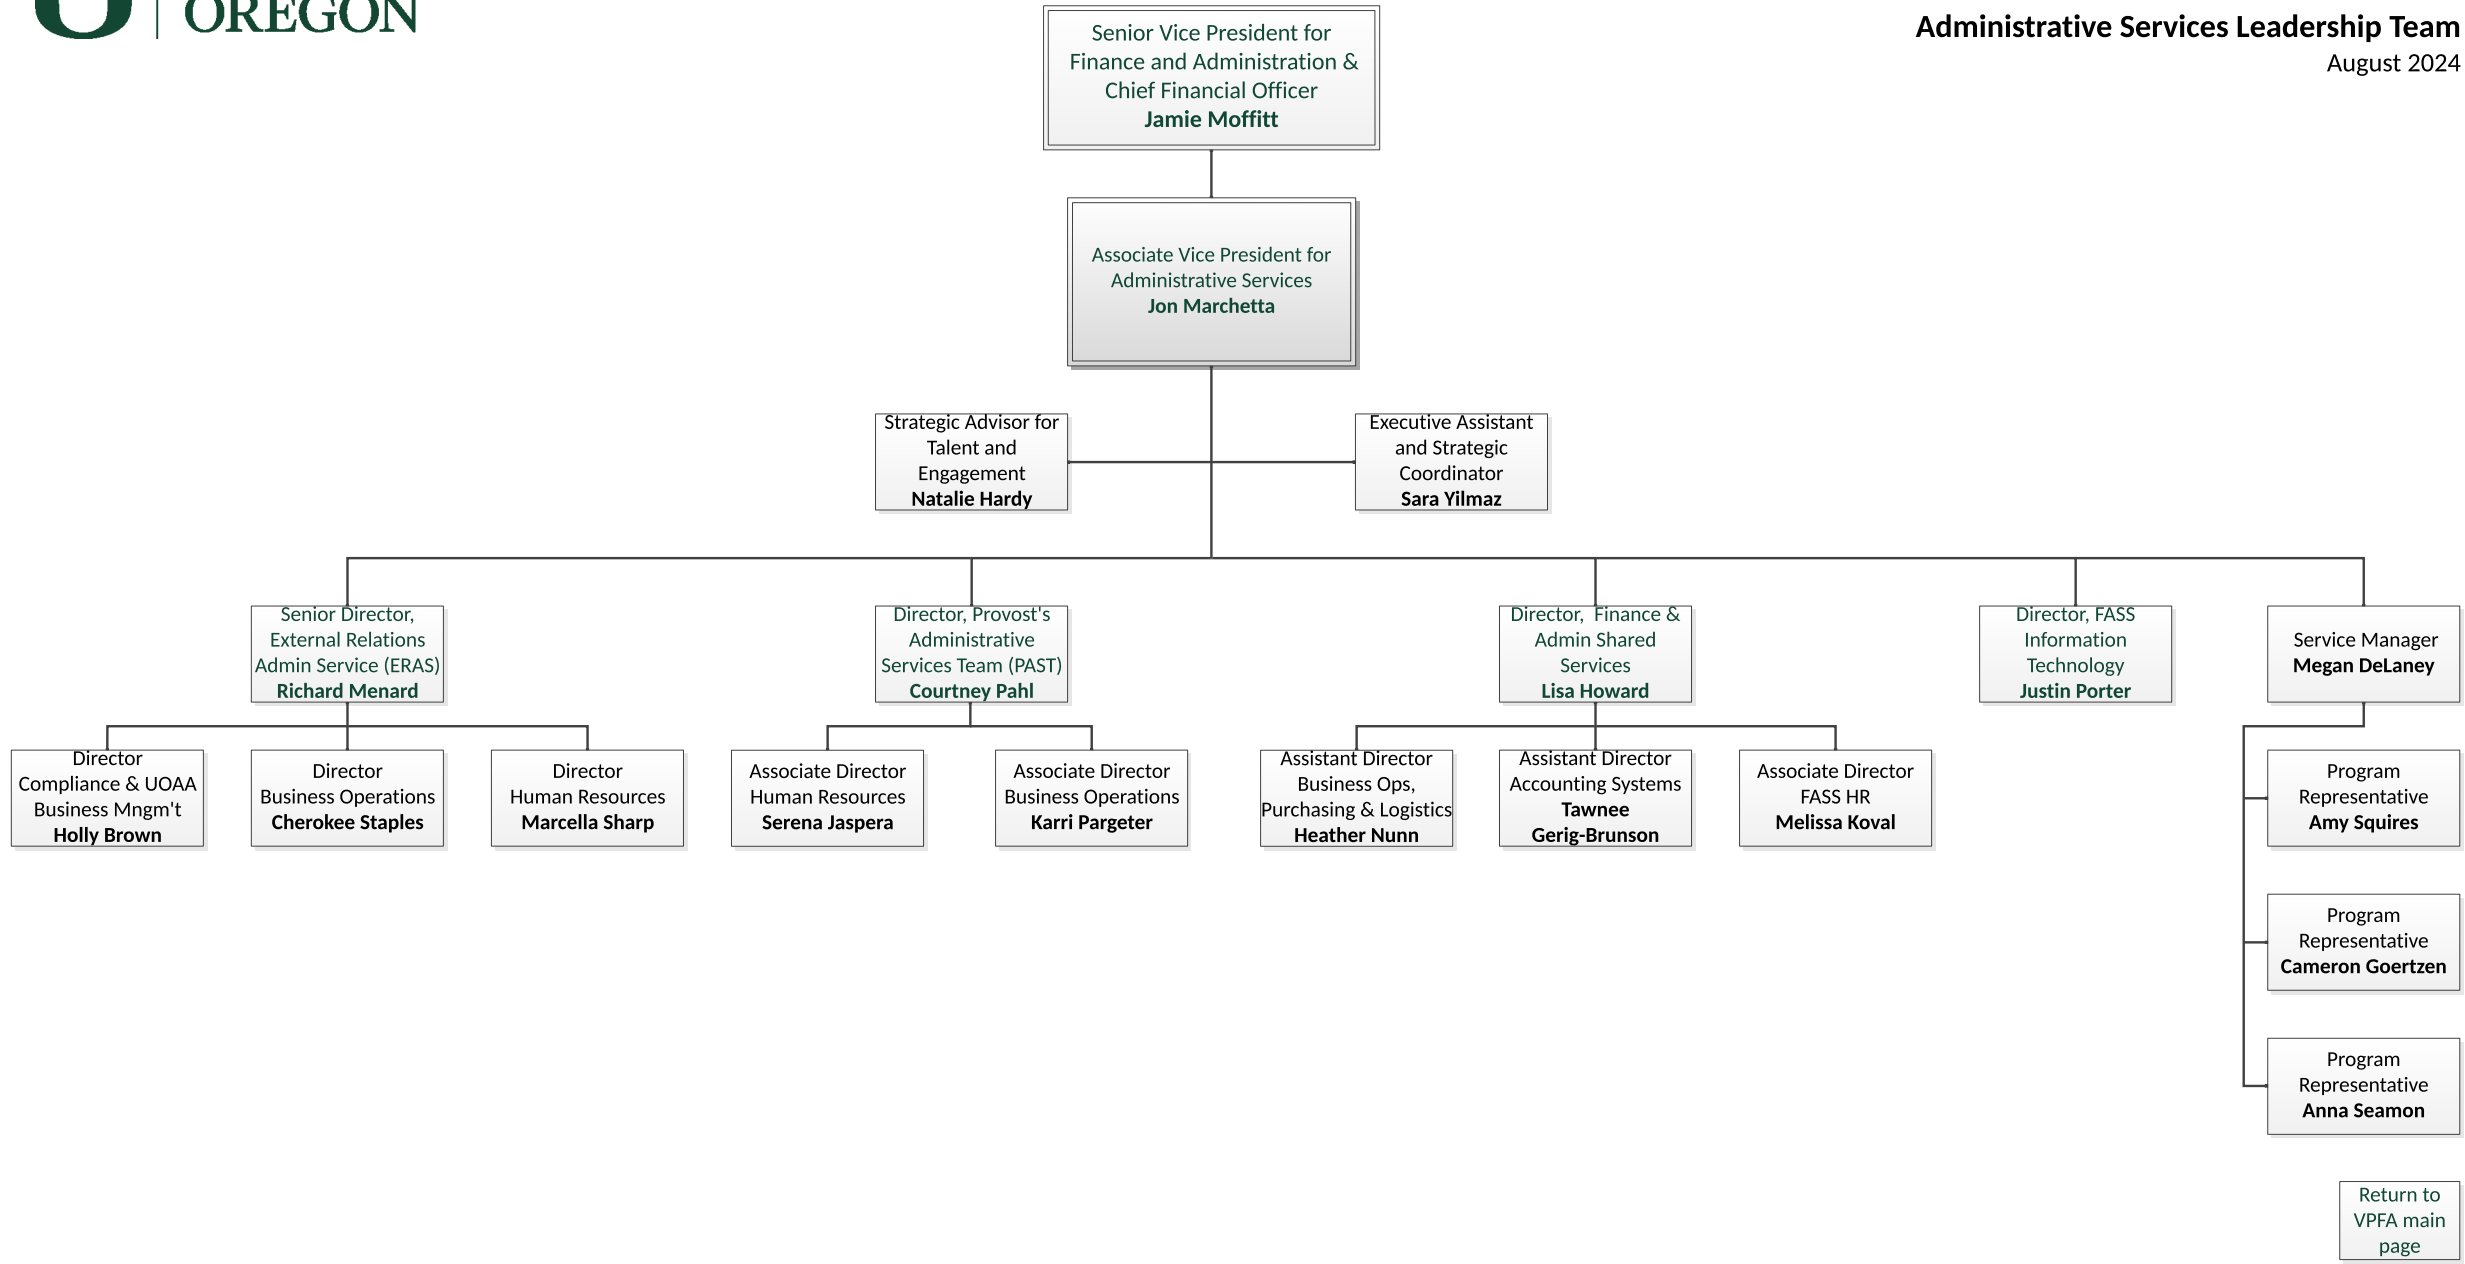 OREGON
Administrative Services Leadership Team
August 2024
Senior Vice President for
Finance and Administration &
Chief Financial Officer
Jamie Moffitt
Associate Vice President for
Administrative Services
Jon Marchetta
Strategic Advisor for
Talent and
Engagement
Natalie Hardy
Executive Assistant
and Strategic
Coordinator
Sara Yilmaz
Senior Director,
External Relations
Admin Service (ERAS)
Richard Menard
Director, Provost's
Administrative
Services Team (PAST)
Courtney Pahl
Director,  Finance &
Admin Shared
Services
Lisa Howard
Director, FASS
Information
Technology
Justin Porter
Service Manager
Megan DeLaney
Director
Compliance & UOAA
Business Mngm't
Holly Brown
Director
Business Operations
Cherokee Staples
Director
Human Resources
Marcella Sharp
Associate Director
Human Resources
Serena Jaspera
Associate Director
Business Operations
Karri Pargeter
Assistant Director
Business Ops,
Purchasing & Logistics
Heather Nunn
Assistant Director
Accounting Systems
Tawnee
Gerig-Brunson
Associate Director
FASS HR
Melissa Koval
Program
Representative
Amy Squires
Program
Representative
Cameron Goertzen
Program
Representative
Anna Seamon
Return to
VPFA main
page